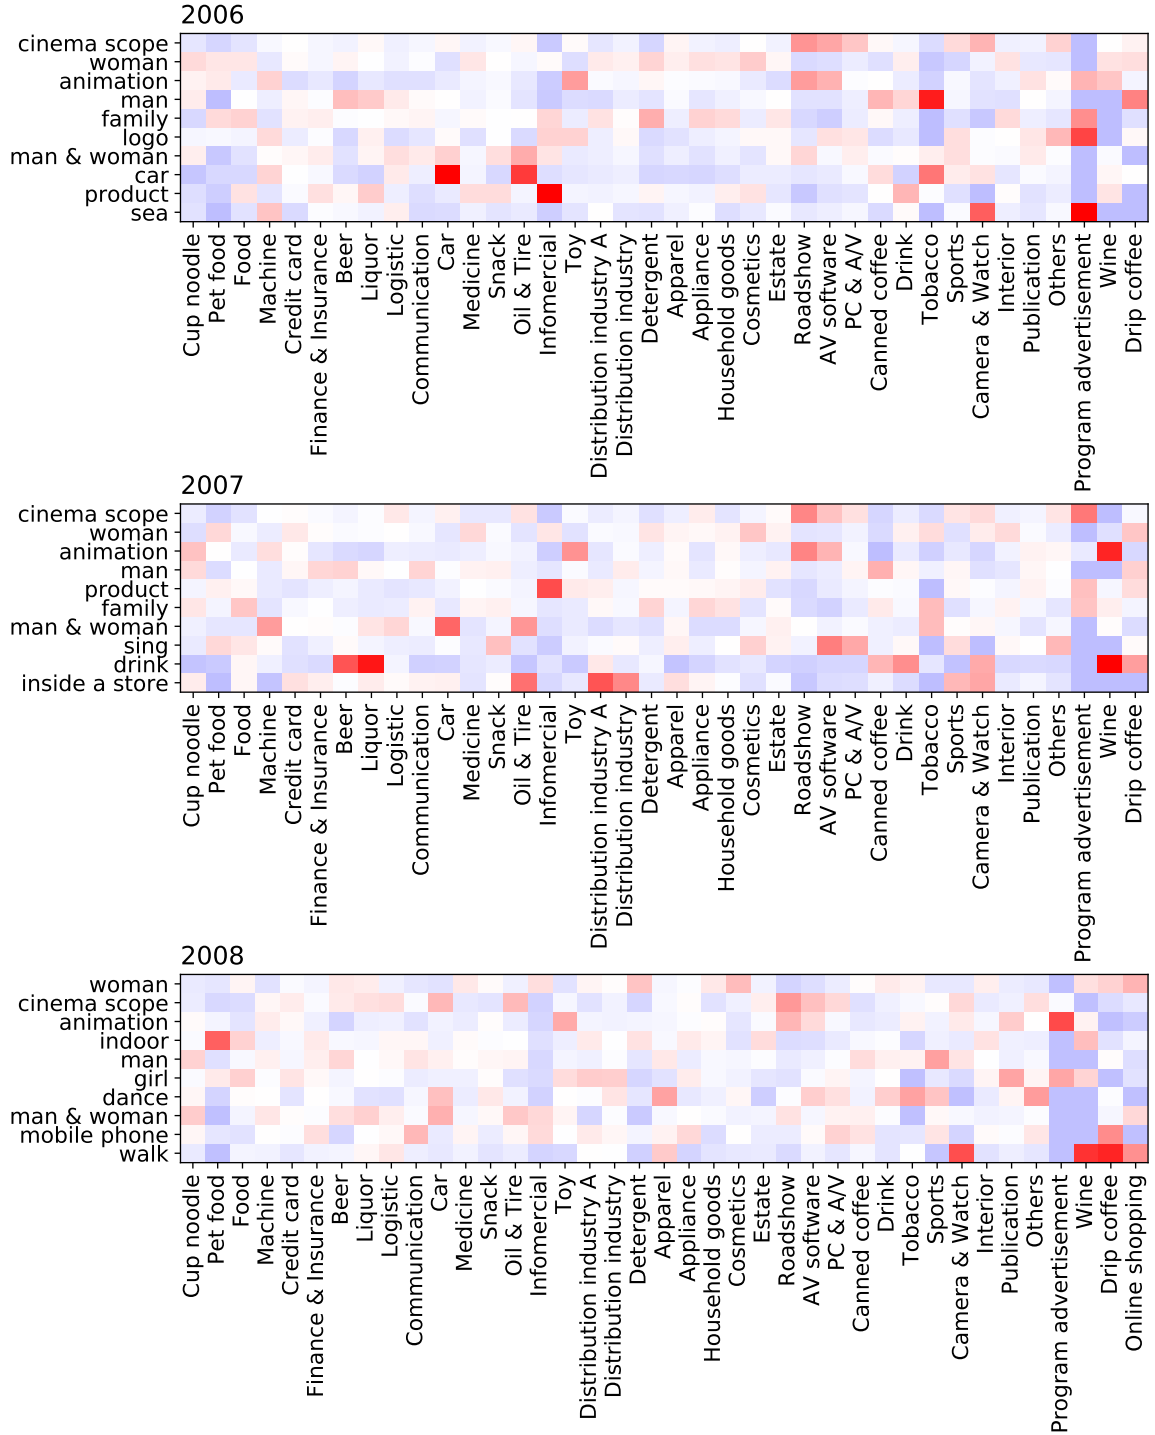 2006
cinema scope
woman
animation
man
family
logo
man & woman
car
product
sea
Cup noodle
Pet food
Food
Machine
Credit card
Finance & Insurance
Beer
Liquor
Logistic
Communication
Car
Medicine
Snack
Oil & Tire
Infomercial
Toy
Distribution industry A
Distribution industry
Detergent
Apparel
Appliance
Household goods
Cosmetics
Estate
Roadshow
AV software
PC & A/V
Canned coffee
Drink
Tobacco
Sports
Camera & Watch
Interior
Publication
Others
Program advertisement
Wine
Drip coffee
2007
cinema scope
woman
animation
man
product
family
man & woman
sing
drink
inside a store
Cup noodle
Pet food
Food
Machine
Credit card
Finance & Insurance
Beer
Liquor
Logistic
Communication
Car
Medicine
Snack
Oil & Tire
Infomercial
Toy
Distribution industry A
Distribution industry
Detergent
Apparel
Appliance
Household goods
Cosmetics
Estate
Roadshow
AV software
PC & A/V
Canned coffee
Drink
Tobacco
Sports
Camera & Watch
Interior
Publication
Others
Program advertisement
Wine
Drip coffee
2008
woman
cinema scope
animation
indoor
man
girl
dance
man & woman
mobile phone
walk
Cup noodle
Pet food
Food
Machine
Credit card
Finance & Insurance
Beer
Liquor
Logistic
Communication
Car
Medicine
Snack
Oil & Tire
Infomercial
Toy
Distribution industry A
Distribution industry
Detergent
Apparel
Appliance
Household goods
Cosmetics
Estate
Roadshow
AV software
PC & A/V
Canned coffee
Drink
Tobacco
Sports
Camera & Watch
Interior
Publication
Others
Program advertisement
Wine
Drip coffee
Online shopping